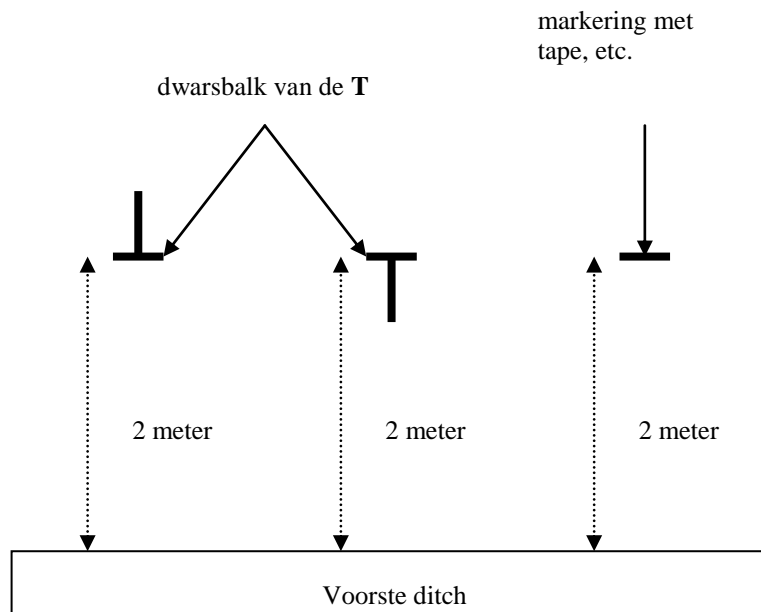 markering met
tape, etc.
dwarsbalk van de T
2 meter
2 meter
2 meter
Voorste ditch